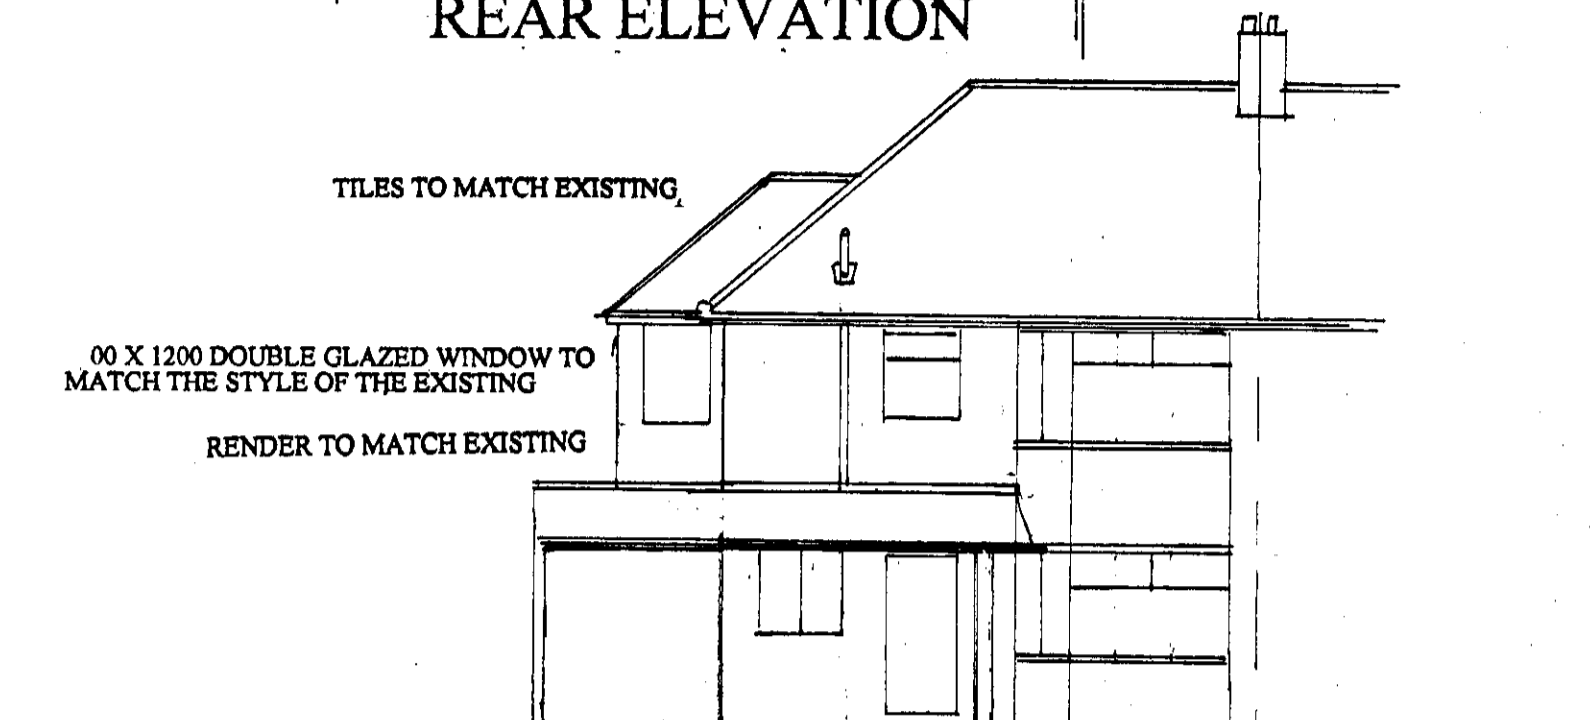 REAR ELEVATION
TILES TO MATCH EXISTING
00 X 1200 DOUBLE GLAZED WINDOW TO
MATCH THE STYLE OF THE EXISTING
RENDER TO MATCH EXISTING